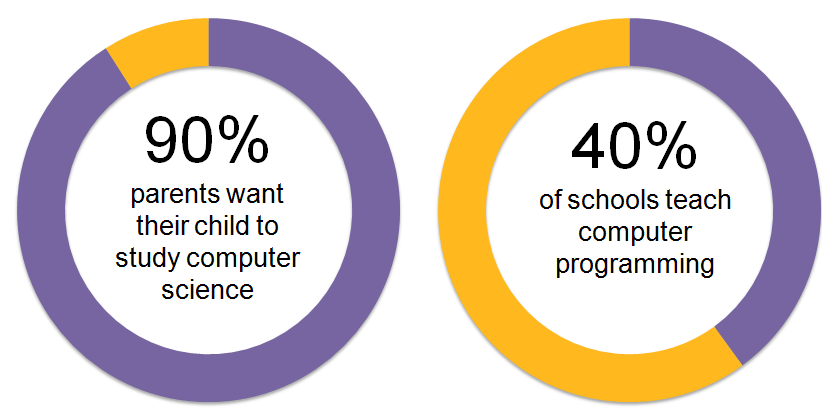 90%
parents want
their child to
study computer
science
40%
of schools teach
computer
programming